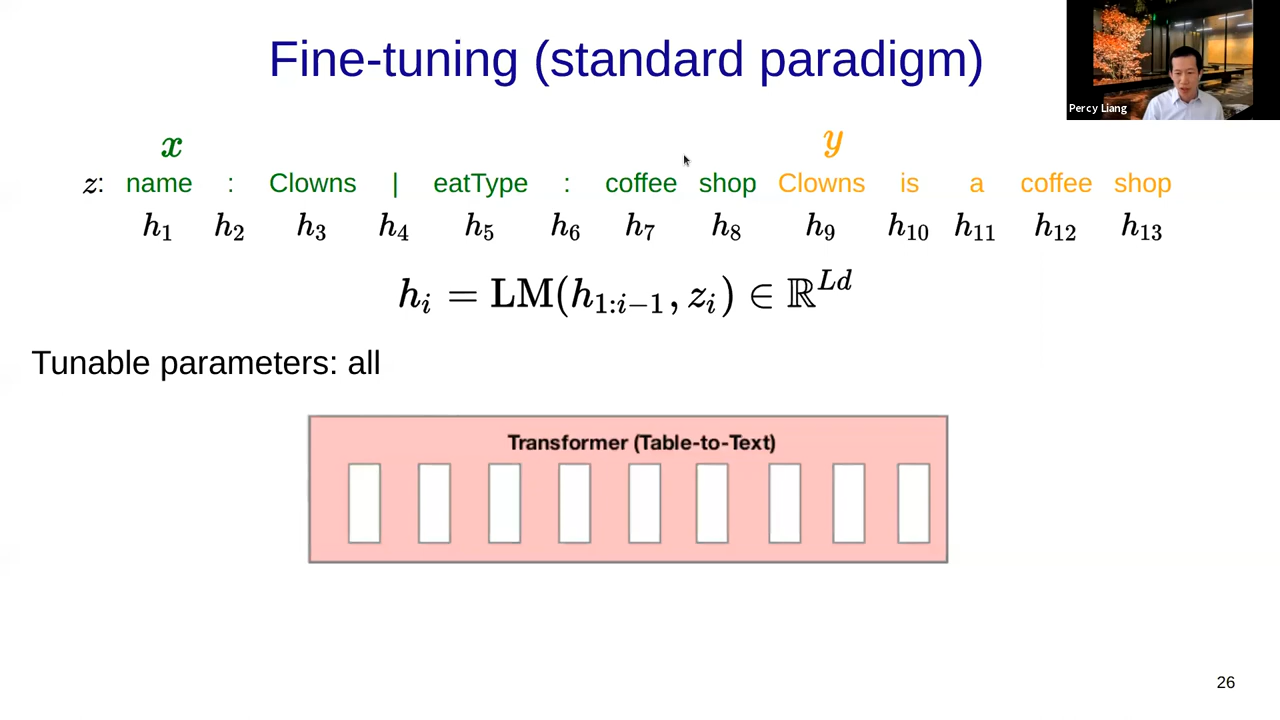 Fine-tuning (standard paradigm)
Percy Liang
x y
z: name : Clowns | eatType : coffee shop Clowns is a coffee shop
h₁ h₂ h₃ h₄ h₅ h₆ h₇ h₈ h₉ h₁₀ h₁₁ h₁₂ h₁₃
hᵢ = LM(h₁:ᵢ₋₁, zᵢ) ∈ ℝᴸᵈ
Tunable parameters: all
Transformer (Table-to-Text)
26